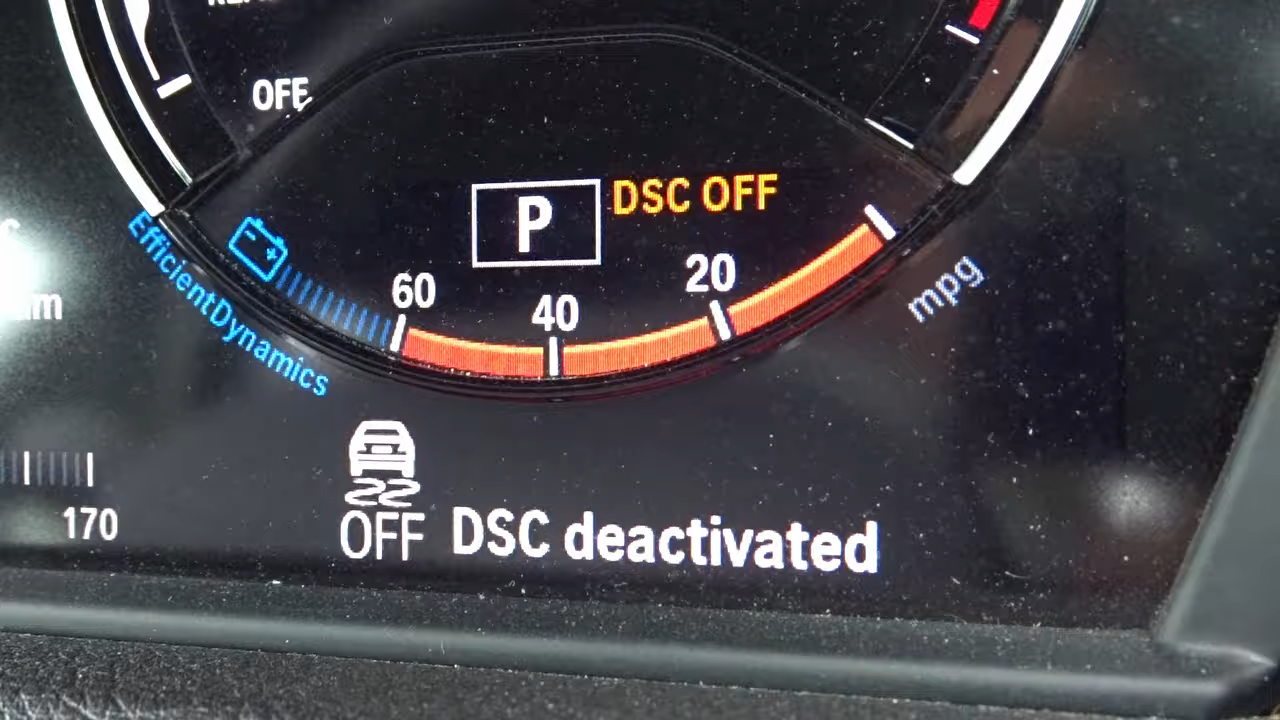 OFF
P DSC OFF
60 40 20
mpg
EfficientDynamics
170
OFF DSC deactivated